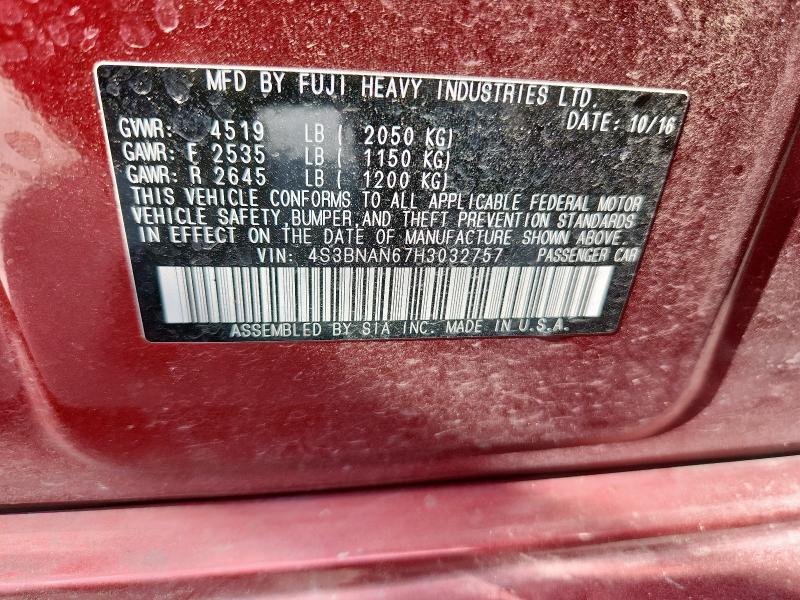 MFD BY FUJI HEAVY INDUSTRIES LTD.
DATE: 10/16
GVWR: 4519 LB ( 2050 KG)
GAWR: F 2535 LB ( 1150 KG)
GAWR: R 2645 LB ( 1200 KG)
THIS VEHICLE CONFORMS TO ALL APPLICABLE FEDERAL MOTOR
VEHICLE SAFETY, BUMPER, AND THEFT PREVENTION STANDARDS
IN EFFECT ON THE DATE OF MANUFACTURE SHOWN ABOVE.
VIN: 4S3BNAN67H3032757 PASSENGER CAR
ASSEMBLED BY SIA INC. MADE IN U.S.A.